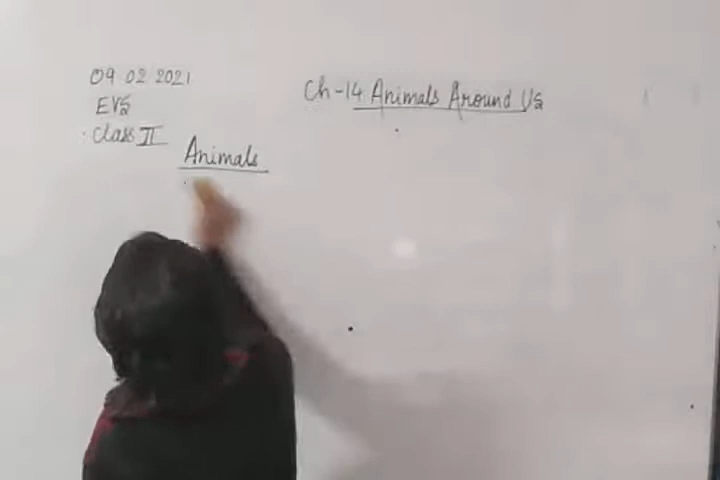 09 02 2021
Ch-14 Animals Around Us
EVS
Class II
Animals